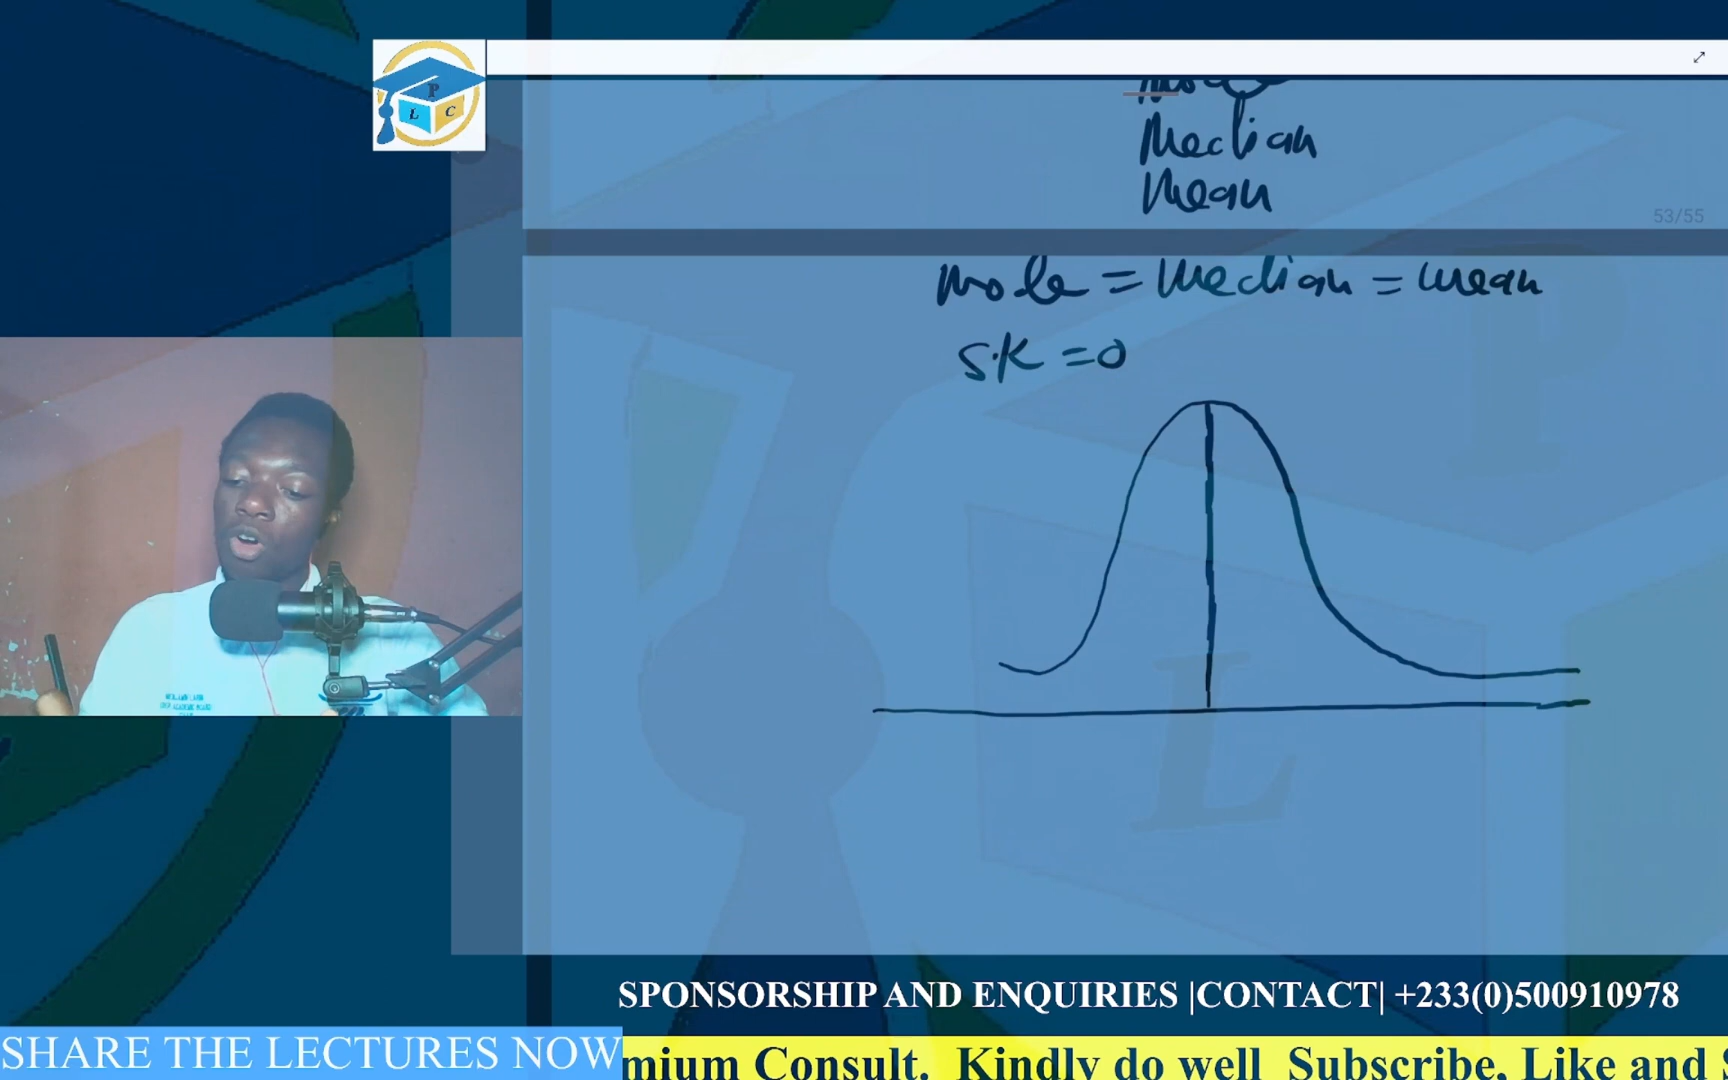 P
L C
Median
Mean
53/55
mode = Median = mean
S.K = 0
L
SPONSORSHIP AND ENQUIRIES |CONTACT| +233(0)500910978
SHARE THE LECTURES NOW
mium Consult. Kindly do well Subscribe, Like and S